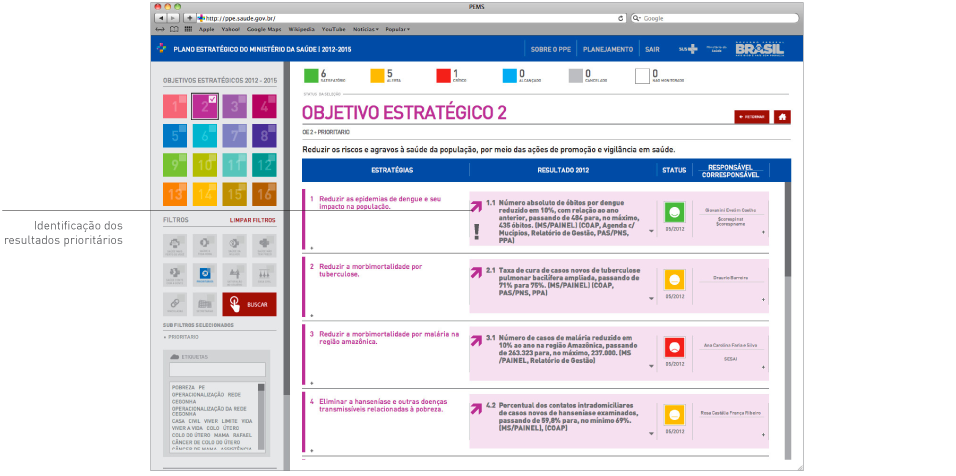 PEMS
http://ppe.saude.gov.br/
Google
Apple Yahoo! Google Maps Wikipedia YouTube Notícias Popular
PLANO ESTRATÉGICO DO MINISTÉRIO DA SAÚDE | 2012-2015
SOBRE O PPE PLANEJAMENTO SAIR SUS BRASIL
OBJETIVOS ESTRATÉGICOS 2012 - 2015
1 2 3 4
5 6 7 8
9 10 11 12
13 14 15 16
FILTROS LIMPAR FILTROS
BUSCAR
SUB FILTROS SELECIONADOS
PRIORITARIO
ETIQUETAS
POBREZA PE
OPERACIONALIZAÇÃO REDE
CEGONHA
OPERACIONALIZAÇÃO DA REDE
CEGONHA
CASA CIVIL VIVER LIMITE VIDA
VIVER A VIDA COLO ÚTERO
COLO DO ÚTERO MAMA RAFAEL
CÂNCER DE COLO DO ÚTERO
CÂNCER DE MAMA ASSISTÊNCIA
6 SATISFATÓRIO
5 ALERTA
1 CRÍTICO
0 ALCANÇADO
0 CANCELADO
0 NÃO MONITORADO
STATUS DA SELEÇÃO
OBJETIVO ESTRATÉGICO 2
RETORNAR
OE 2 - PRIORITARIO
Reduzir os riscos e agravos à saúde da população, por meio das ações de promoção e vigilância em saúde.
ESTRATÉGIAS RESULTADO 2012 STATUS RESPONSÁVEL
CORRESPONSÁVEL
1 Reduzir as epidemias de dengue e seu
impacto na população.
1.1 Número absoluto de óbitos por dengue
reduzido em 10%, com relação ao ano
anterior, passando de 484 para, no máximo,
435 óbitos. (MS/PAINEL) (COAP, Agenda c/
Mucípios, Relatório de Gestão, PAS/PNS,
PPA)
05/2012
Giovanini Evelim Coelho
Scorespinst
Scorespname
2 Reduzir a morbimortalidade por
tuberculose.
2.1 Taxa de cura de casos novos de tuberculose
pulmonar bacilífera ampliada, passando de
71% para 75%. (MS/PAINEL) (COAP,
PAS/PNS, PPA)
05/2012
Draurio Barreira
3 Reduzir a morbimortalidade por malária na
região amazônica.
3.1 Número de casos de malária reduzido em
10% ao ano na região Amazônica, passando
de 263.323 para, no máximo, 237.000. (MS
/PAINEL, Relatório de Gestão)
05/2012
Ana Carolina Faria e Silva
SESAI
4 Eliminar a hanseníase e outras doenças
transmissíveis relacionadas à pobreza.
4.2 Percentual dos contatos intradomiciliares
de casos novos de hanseníase examinados,
passando de 59,8% para, no mínimo 69%.
(MS/PAINEL), (COAP)
05/2012
Rosa Castália França Ribeiro
Identificação dos
resultados prioritários